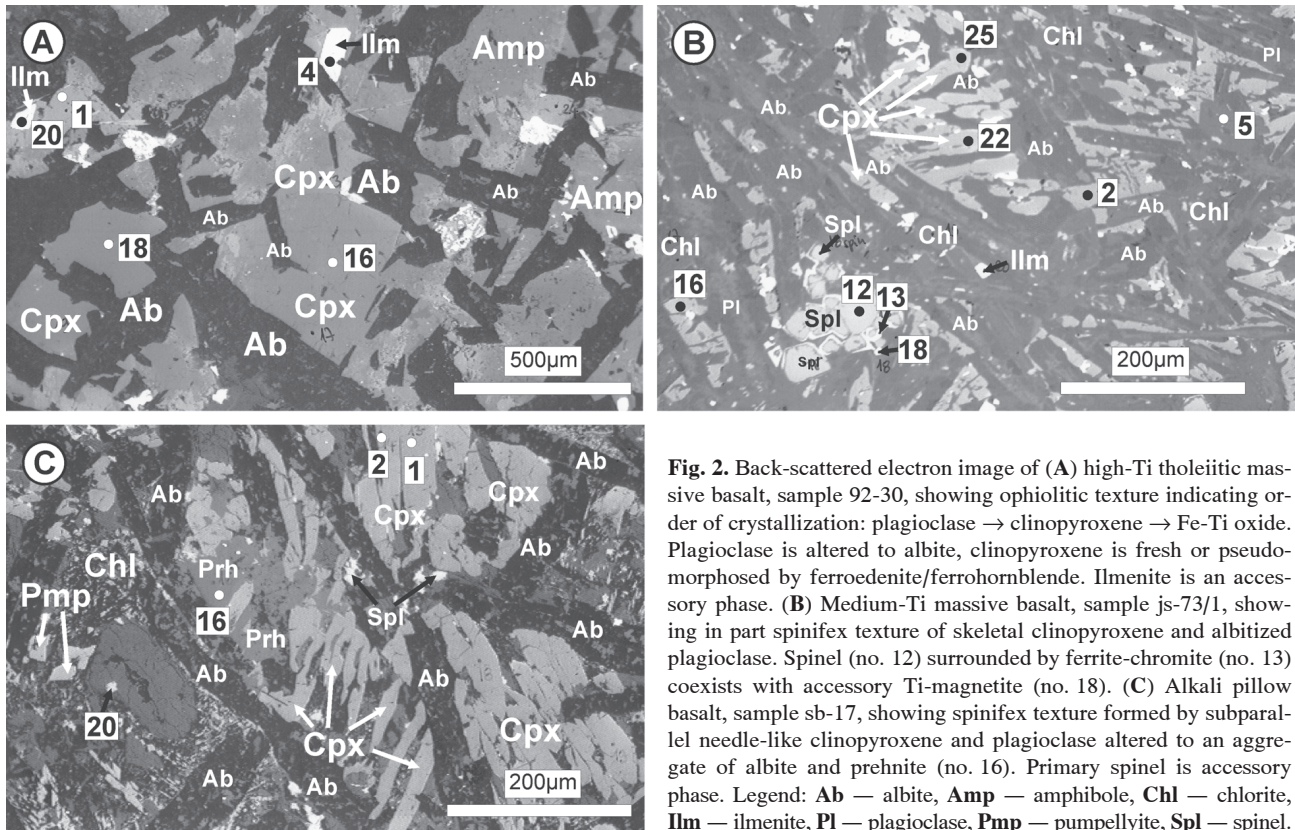 A
Ilm
Amp
4
Ab
Ilm
1
20
Cpx
Ab
Ab
Amp
Ab
18
Ab
16
Cpx
Ab
Cpx
Ab
17
500µm
B
25
Chl
Pl
Ab
Ab
Cpx
5
22
Ab
Ab
Ab
Ab
2
Ab
Spl
Chl
Chl
Chl
Ilm
Ab
16
12
13
Pl
Spl
Ab
18
Spl
18
200µm
C
2
1
Ab
Ab
Cpx
Cpx
Chl
Ab
Prh
Pmp
Spl
16
Prh
Ab
Ab
Ab
20
Cpx
Cpx
Ab
Ab
200µm
Fig. 2. Back-scattered electron image of (A) high-Ti tholeiitic mas-
sive basalt, sample 92-30, showing ophiolitic texture indicating or-
der of crystallization: plagioclase → clinopyroxene → Fe-Ti oxide.
Plagioclase is altered to albite, clinopyroxene is fresh or pseudo-
morphosed by ferroedenite/ferrohornblende. Ilmenite is an acces-
sory phase. (B) Medium-Ti massive basalt, sample js-73/1, show-
ing in part spinifex texture of skeletal clinopyroxene and albitized
plagioclase. Spinel (no. 12) surrounded by ferrite-chromite (no. 13)
coexists with accessory Ti-magnetite (no. 18). (C) Alkali pillow
basalt, sample sb-17, showing spinifex texture formed by subparal-
lel needle-like clinopyroxene and plagioclase altered to an aggre-
gate of albite and prehnite (no. 16). Primary spinel is accessory
phase. Legend: Ab — albite, Amp — amphibole, Chl — chlorite,
Ilm — ilmenite, Pl — plagioclase, Pmp — pumpellyite, Spl — spinel.